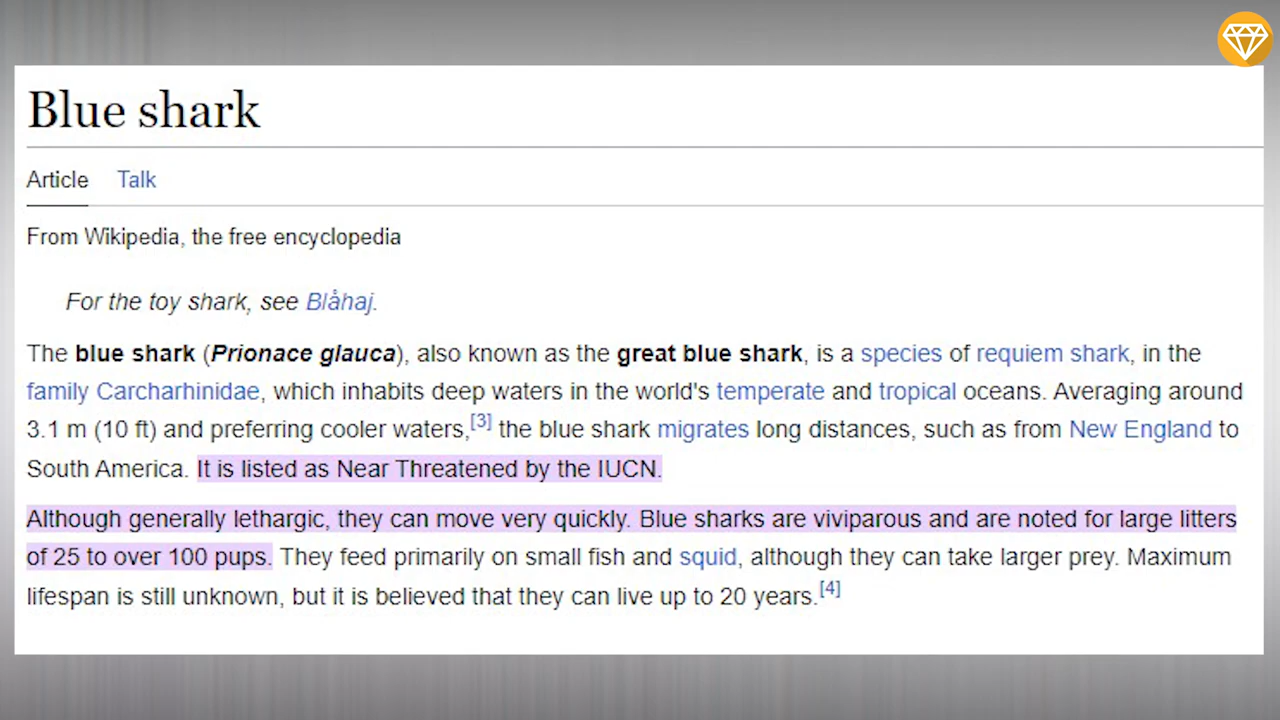 Blue shark
Article Talk
From Wikipedia, the free encyclopedia
For the toy shark, see Blåhaj.
The blue shark (Prionace glauca), also known as the great blue shark, is a species of requiem shark, in the
family Carcharhinidae, which inhabits deep waters in the world's temperate and tropical oceans. Averaging around
3.1 m (10 ft) and preferring cooler waters,[3] the blue shark migrates long distances, such as from New England to
South America. It is listed as Near Threatened by the IUCN.
Although generally lethargic, they can move very quickly. Blue sharks are viviparous and are noted for large litters
of 25 to over 100 pups. They feed primarily on small fish and squid, although they can take larger prey. Maximum
lifespan is still unknown, but it is believed that they can live up to 20 years.[4]